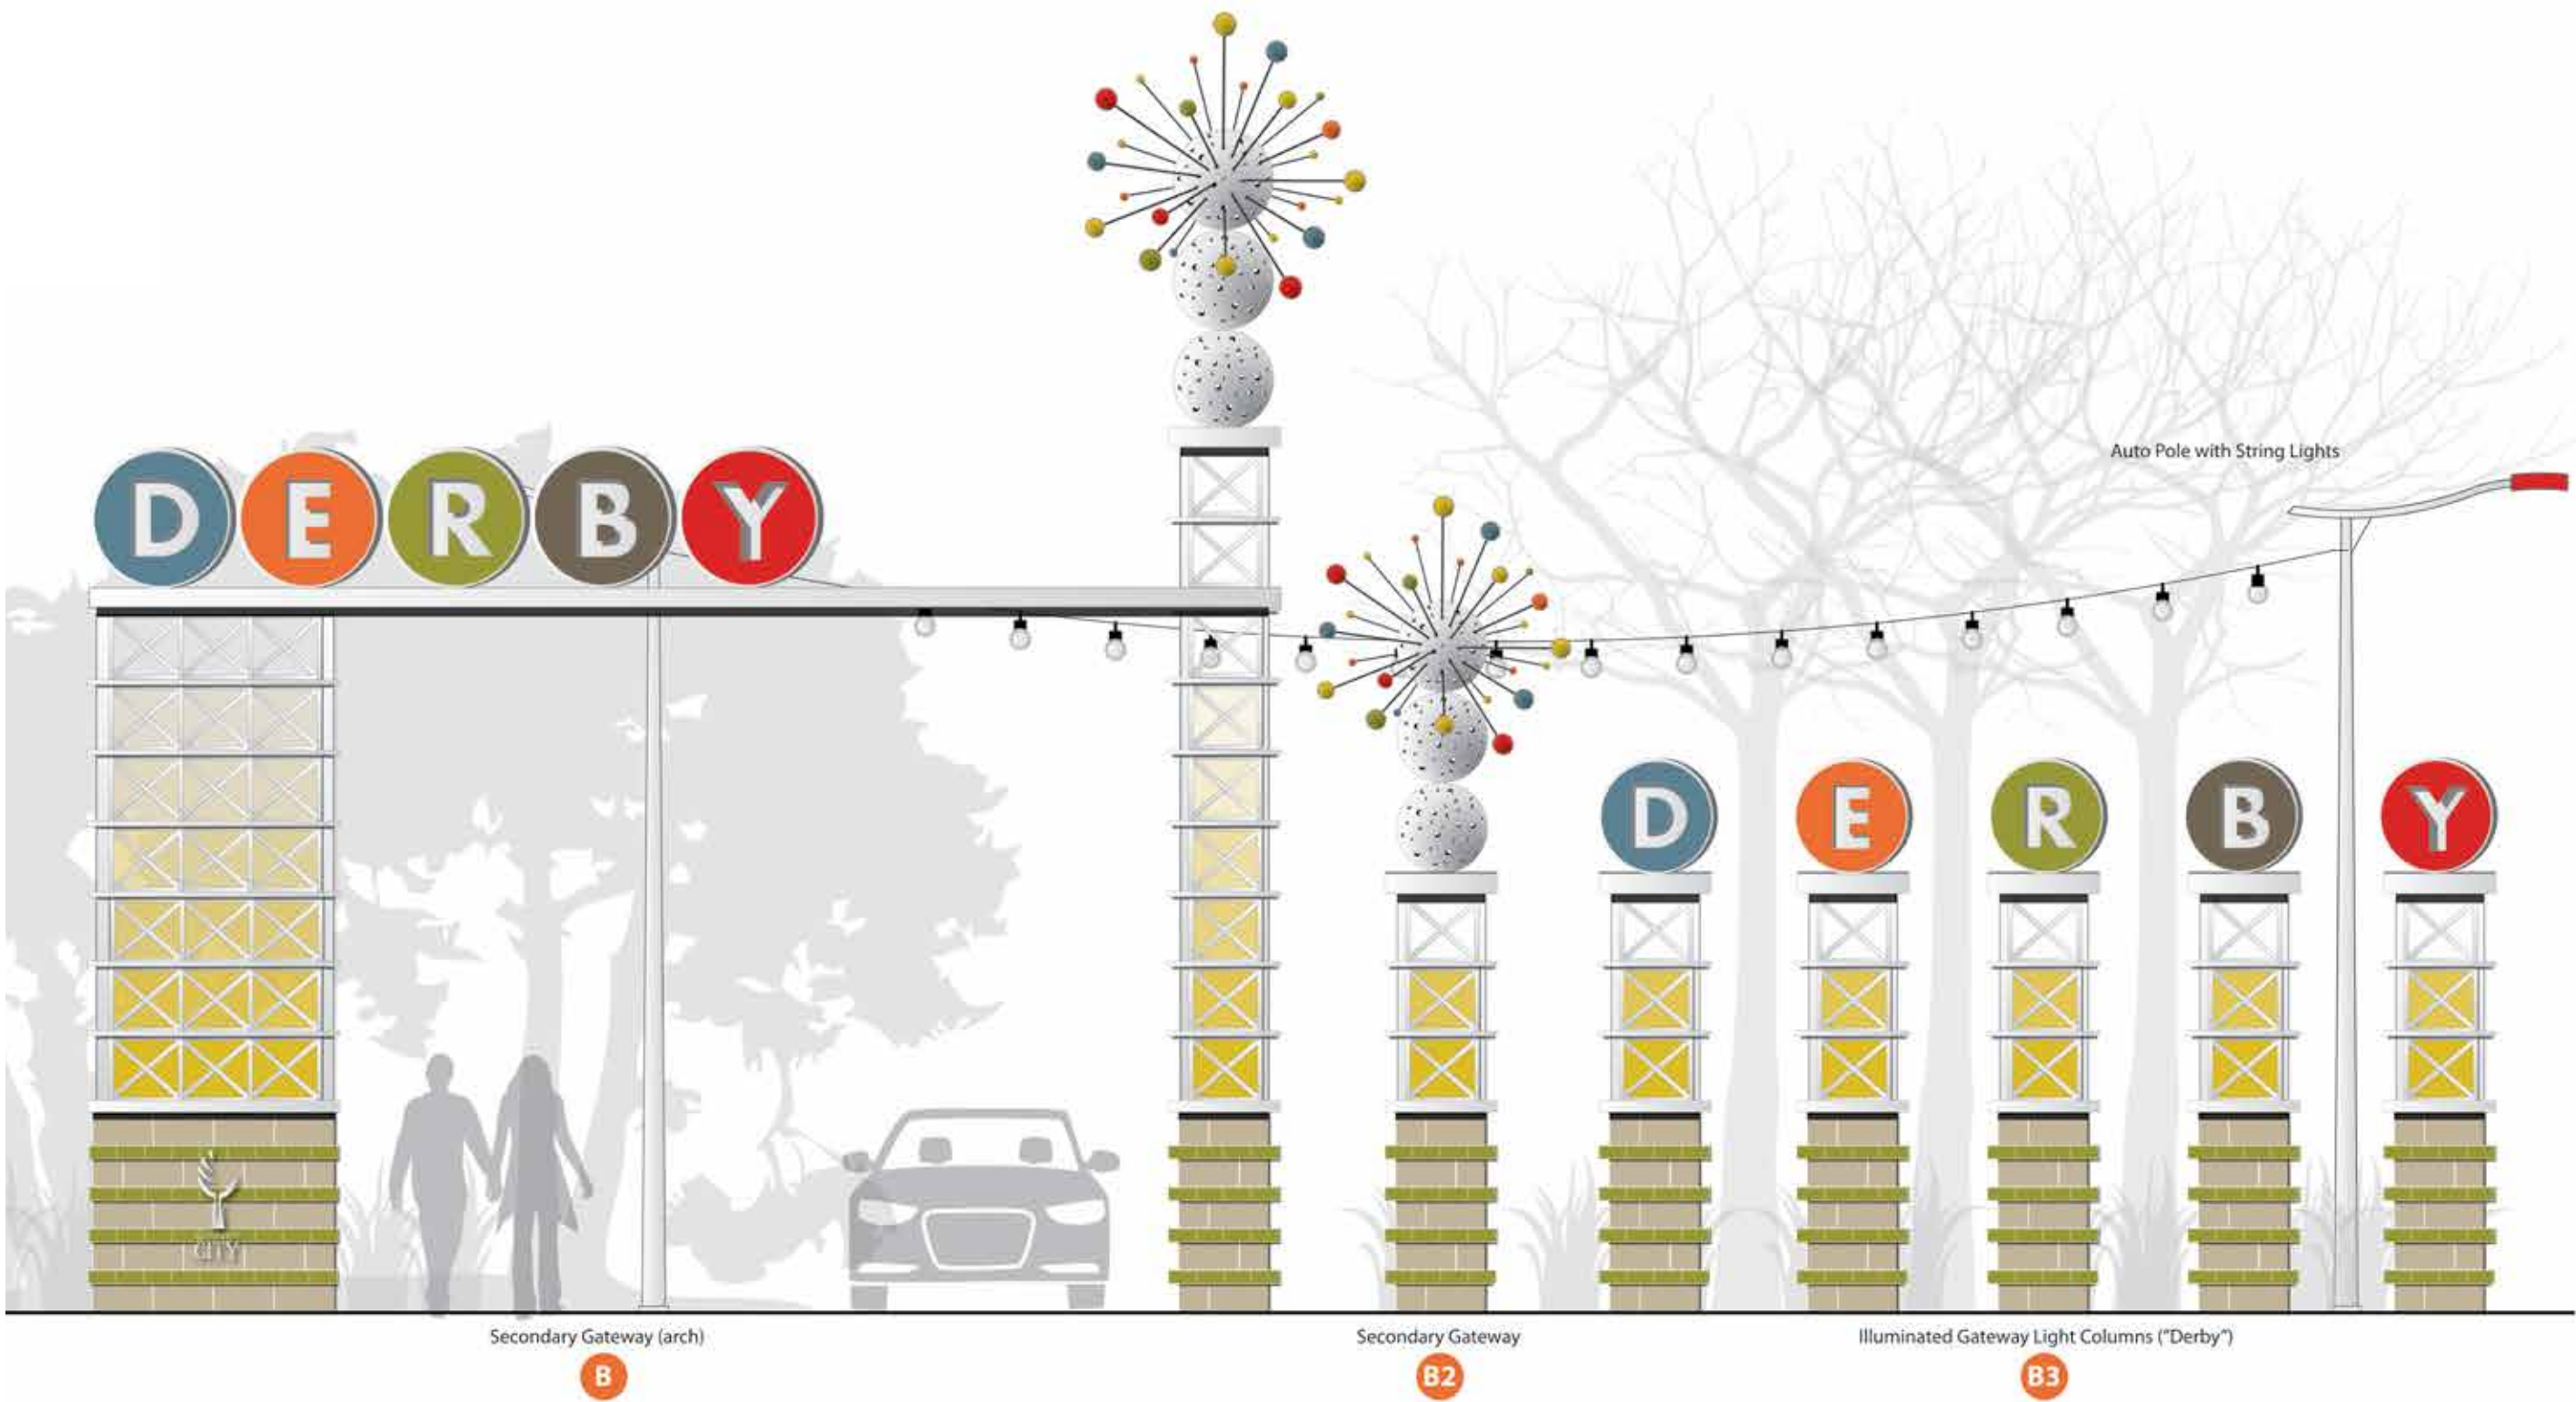 DERBY
Auto Pole with String Lights
D E R B Y
CITY
Secondary Gateway (arch)
B
Secondary Gateway
B2
Illuminated Gateway Light Columns ("Derby")
B3